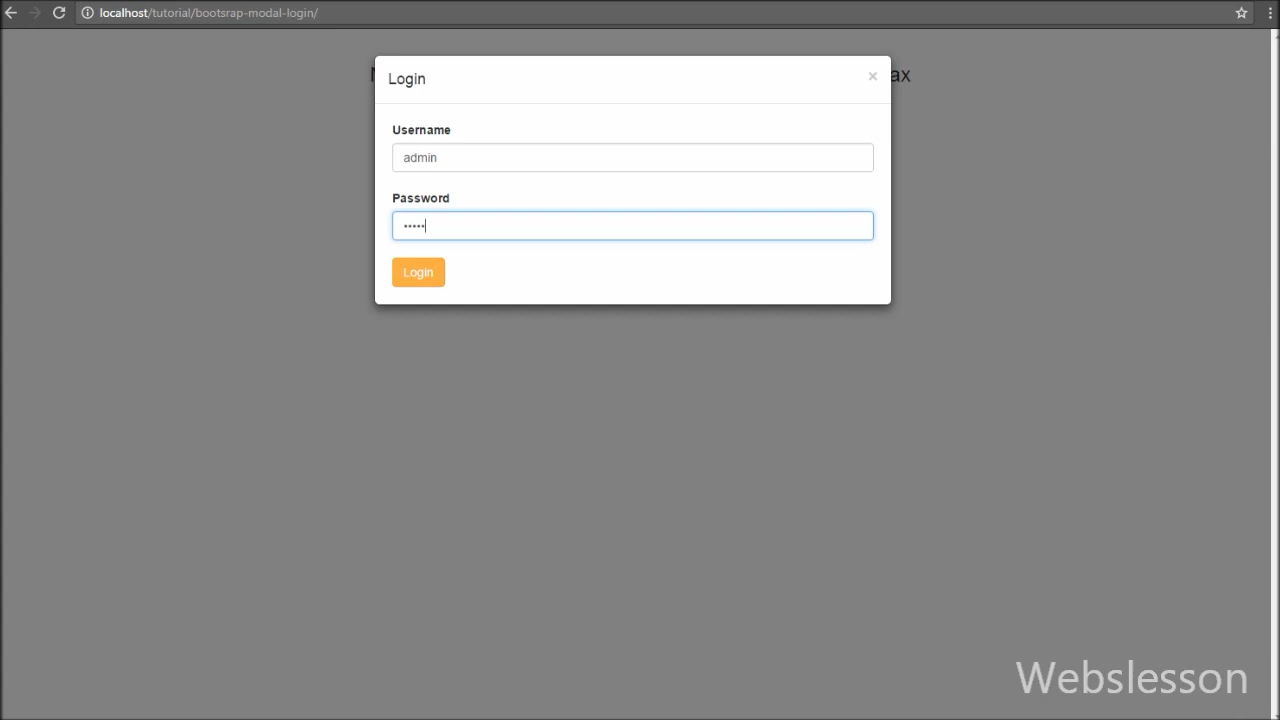 localhost/tutorial/bootsrap-modal-login/
ax
Login
×
Username
admin
Password
•••••
Login
Webslesson